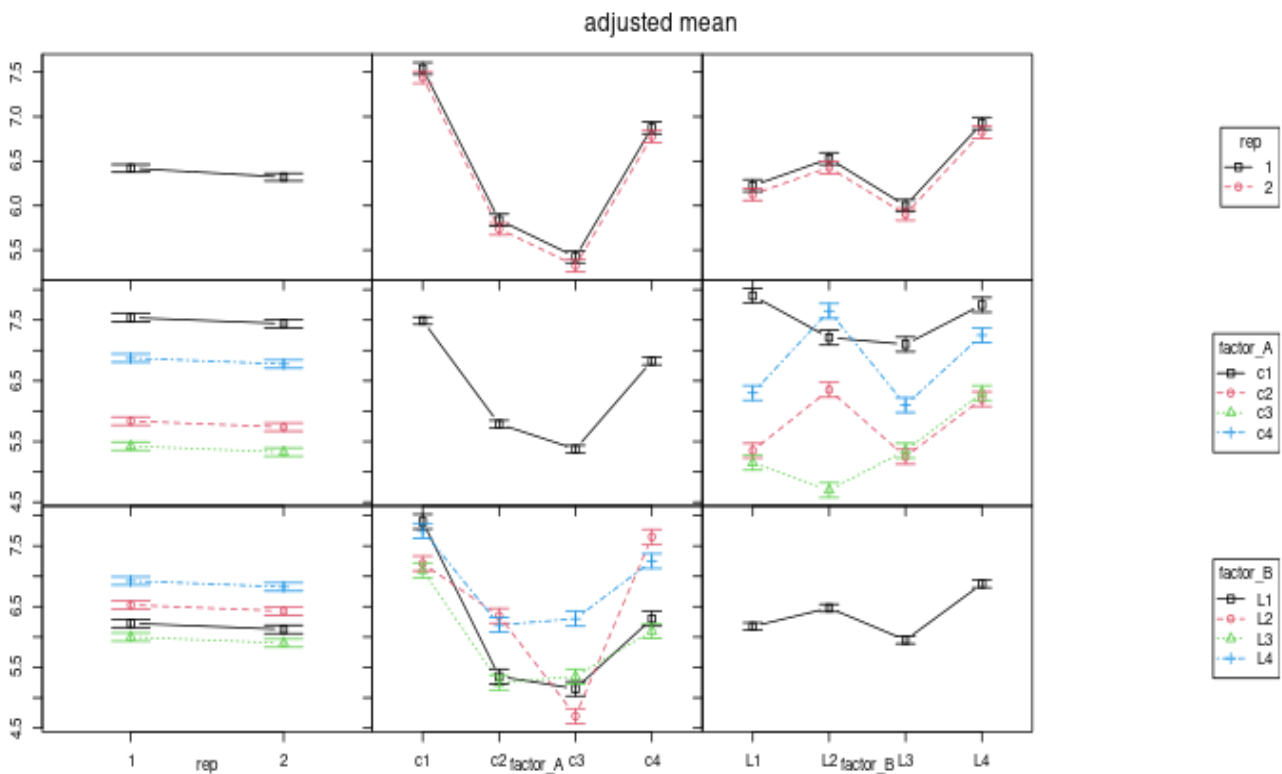 adjusted mean
7.5
7.0
6.5
6.0
5.5
rep
1
2
7.5
6.5
5.5
4.5
factor_A
c1
c2
c3
c4
7.5
6.5
5.5
4.5
factor_B
L1
L2
L3
L4
1 rep 2 c1 c2 factor_A c3 c4 L1 L2 factor_B L3 L4